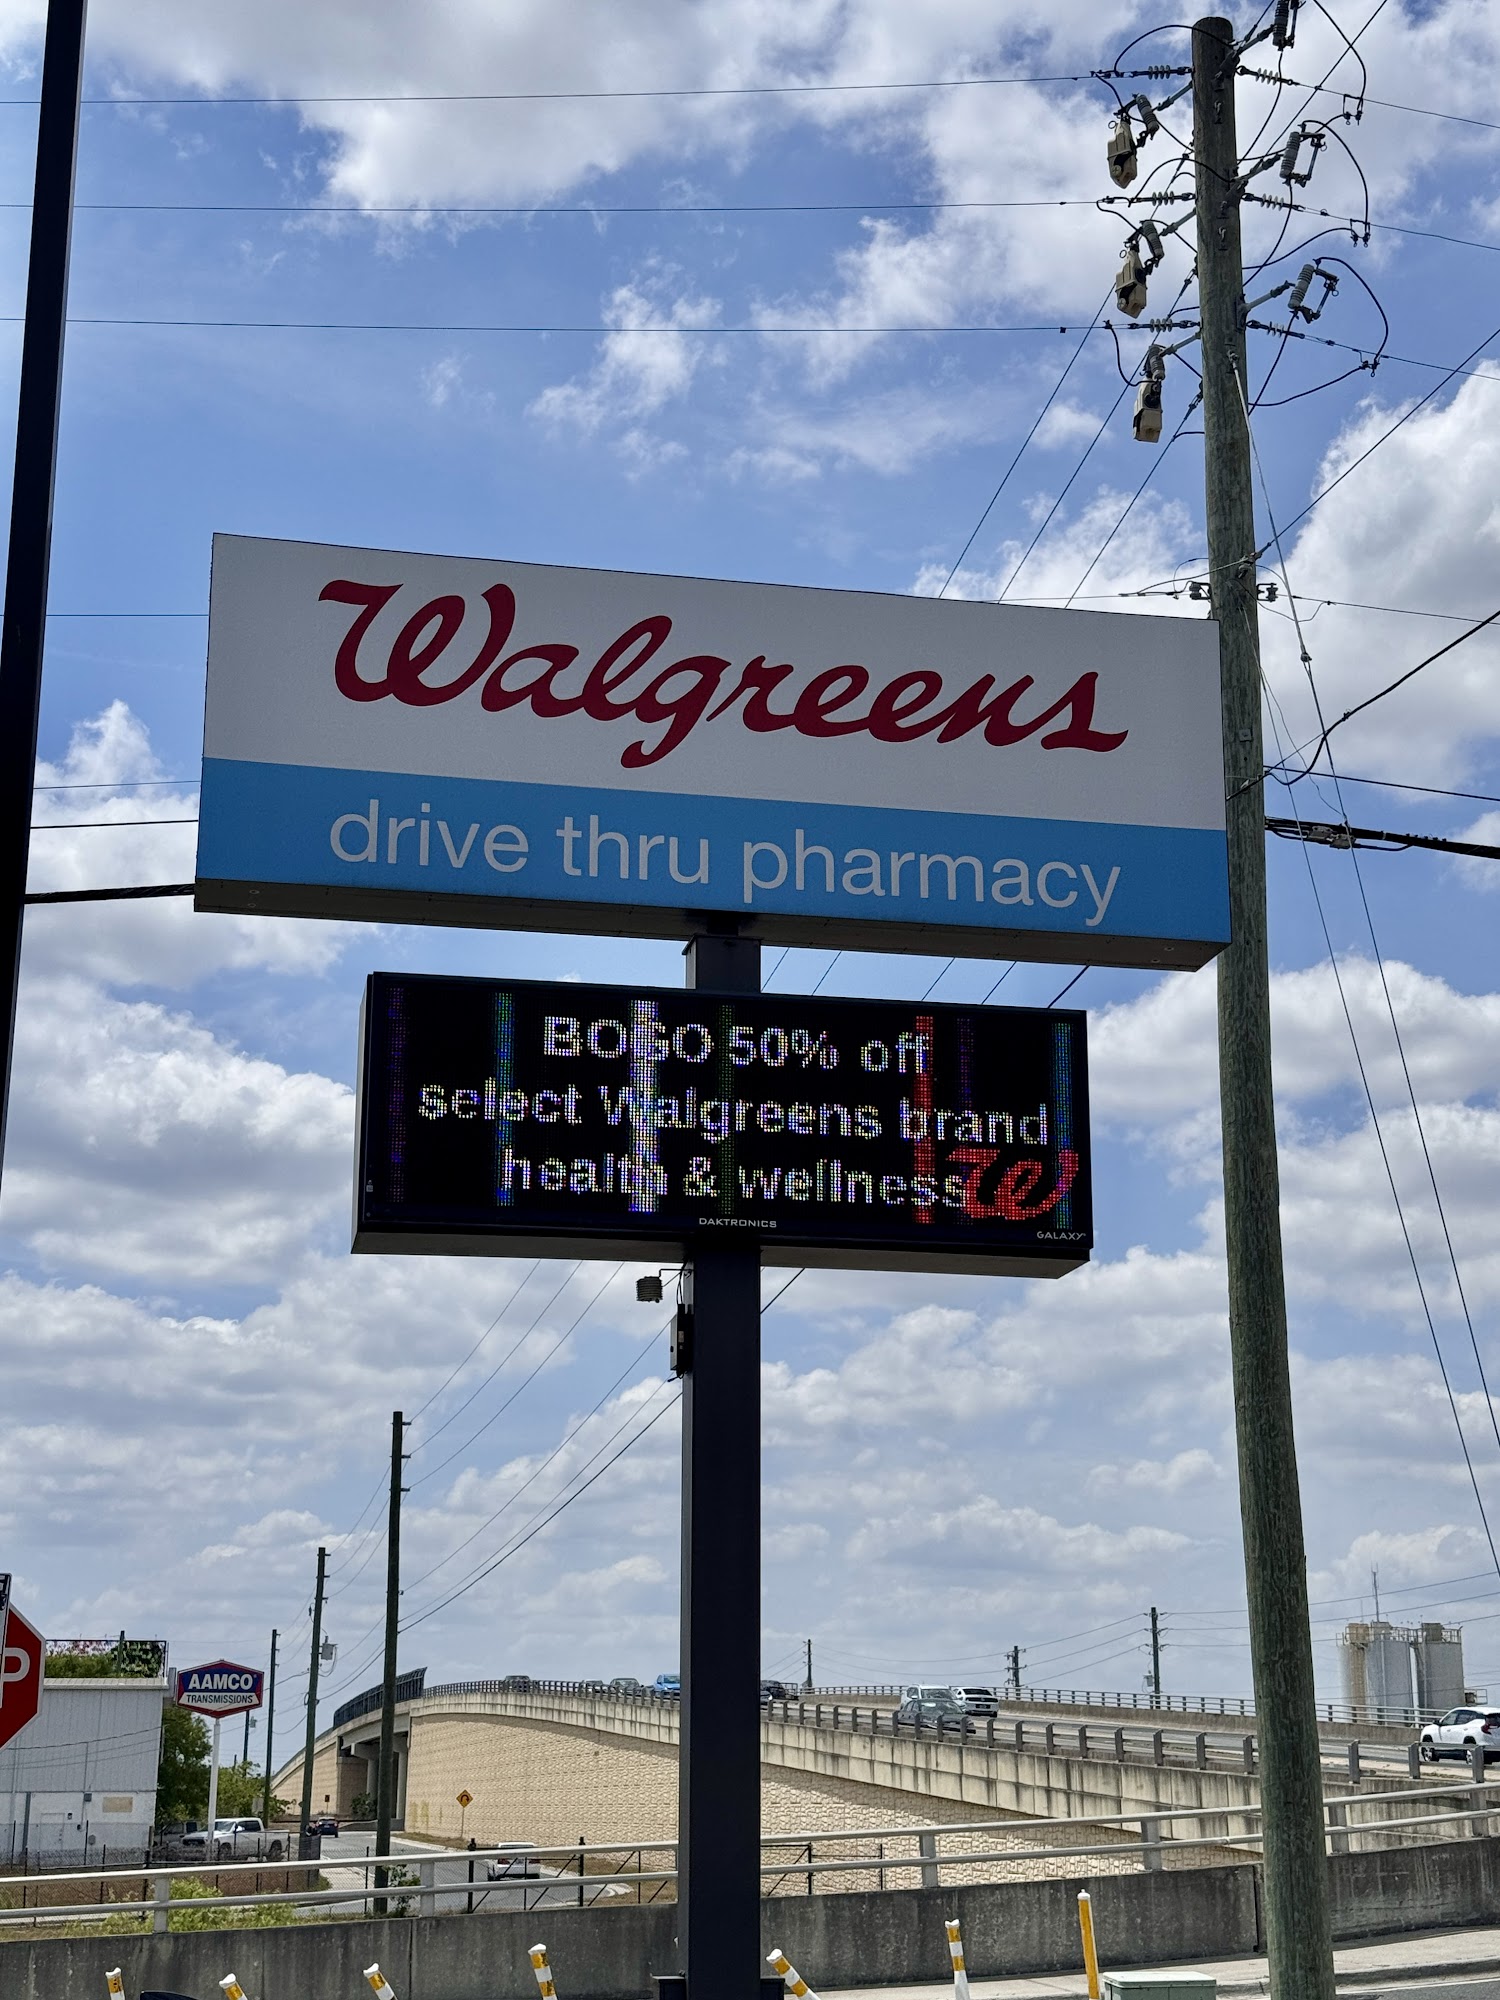 Walgreens
drive thru pharmacy
BOGO 50% off
select Walgreens brand
health & wellness
W
DAKTRONICS
GALAXY
AAMCO
TRANSMISSIONS
P